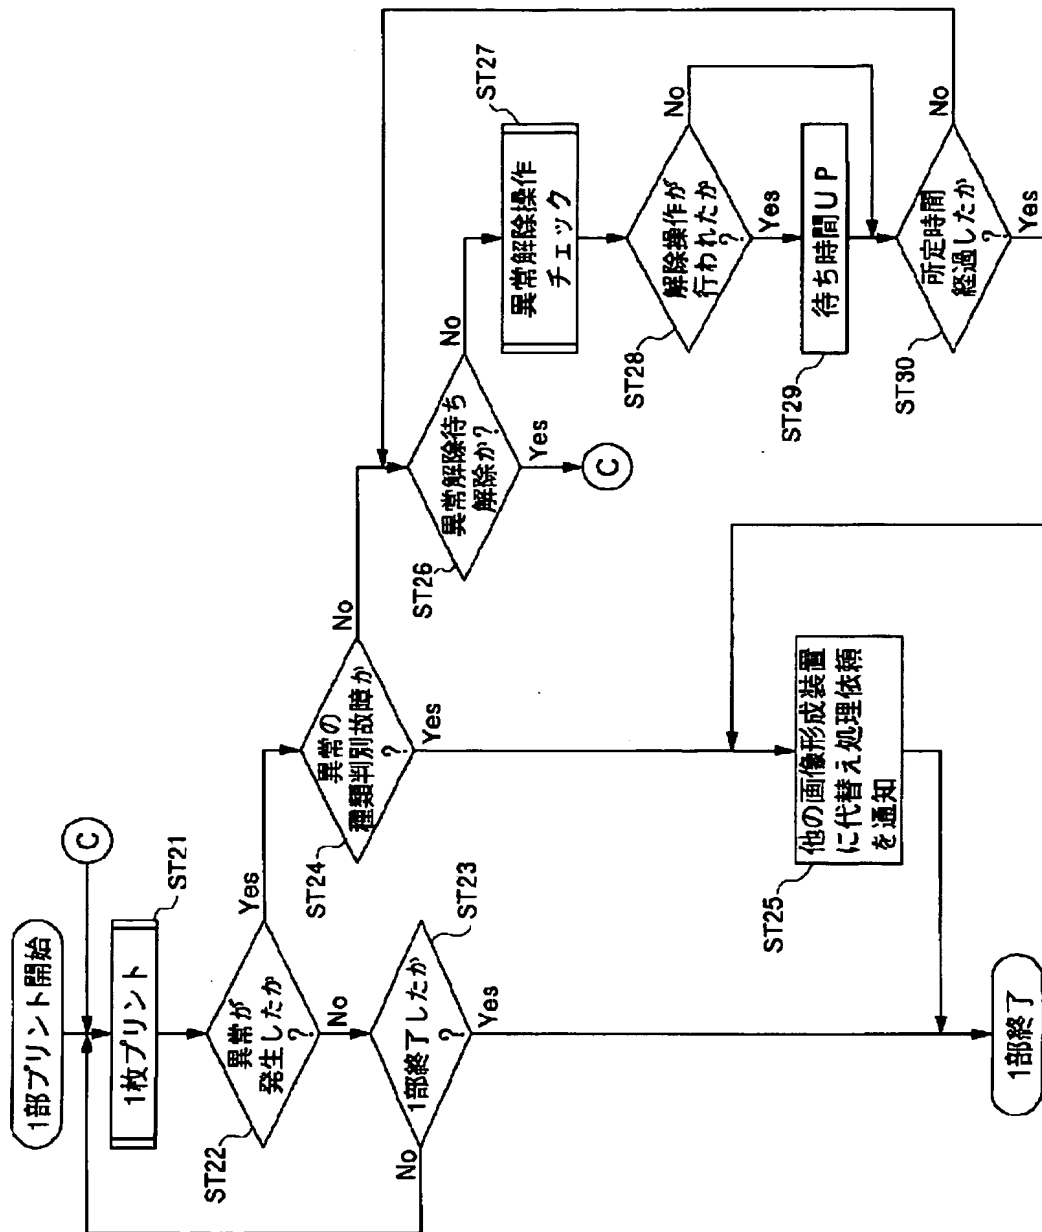 1部プリント開始
C
1枚プリント
ST21
異常が
発生したか
?
ST22
Yes
No
1部終了したか
?
ST23
No
Yes
異常の
種類判別故障か
?
ST24
No
Yes
他の画像形成装置
に代替え処理依頼
を通知
ST25
1部終了
異常解除待ち
解除か?
ST26
No
Yes
C
異常解除操作
チェック
ST27
解除操作が
行われたか
?
ST28
No
Yes
待ち時間UP
ST29
所定時間
経過したか
?
ST30
No
Yes